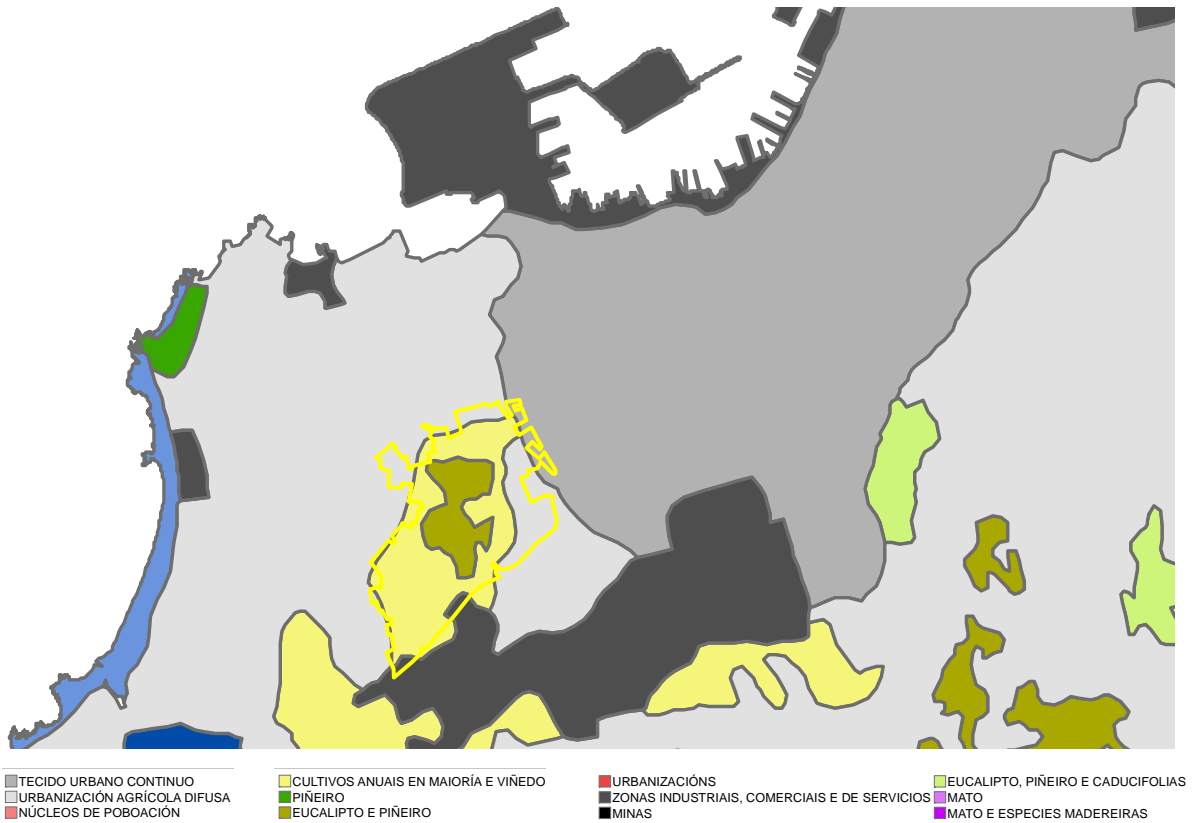 TECIDO URBANO CONTINUO
URBANIZACIÓN AGRÍCOLA DIFUSA
NÚCLEOS DE POBOACIÓN
CULTIVOS ANUAIS EN MAIORÍA E VIÑEDO
PIÑEIRO
EUCALIPTO E PIÑEIRO
URBANIZACIÓNS
ZONAS INDUSTRIAIS, COMERCIAIS E DE SERVICIOS
MINAS
EUCALIPTO, PIÑEIRO E CADUCIFOLIAS
MATO
MATO E ESPECIES MADEREIRAS